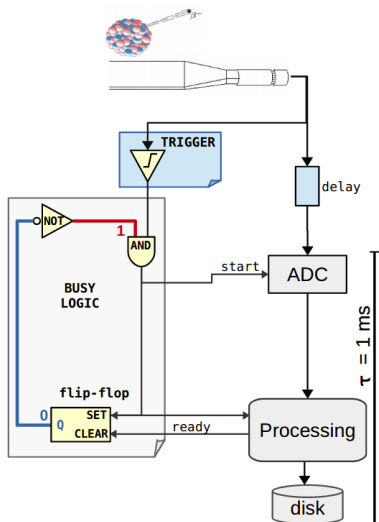 β⁻
TRIGGER
delay
NOT
1
AND
start
ADC
BUSY
LOGIC
τ = 1 ms
flip-flop
0
Q
SET
CLEAR
ready
Processing
disk